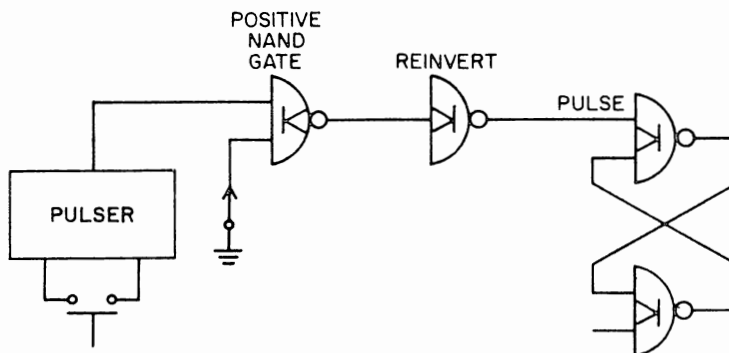 POSITIVE
NAND
GATE
REINVERT
PULSE
PULSER